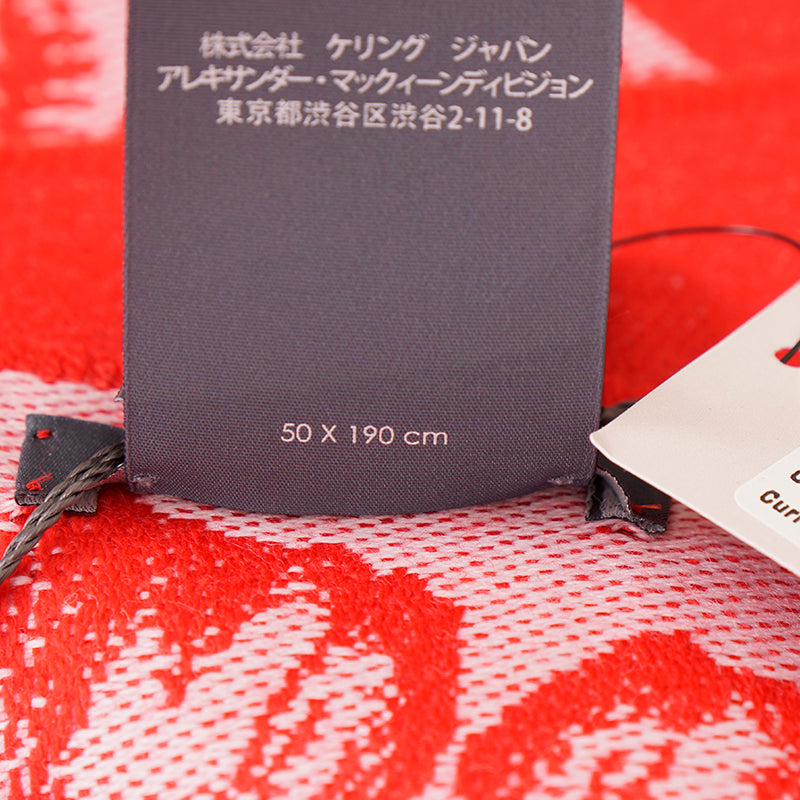 株式会社 ケリング ジャパン
アレキサンダー・マックィーンディビジョン
東京都渋谷区渋谷2-11-8
50 X 190 cm